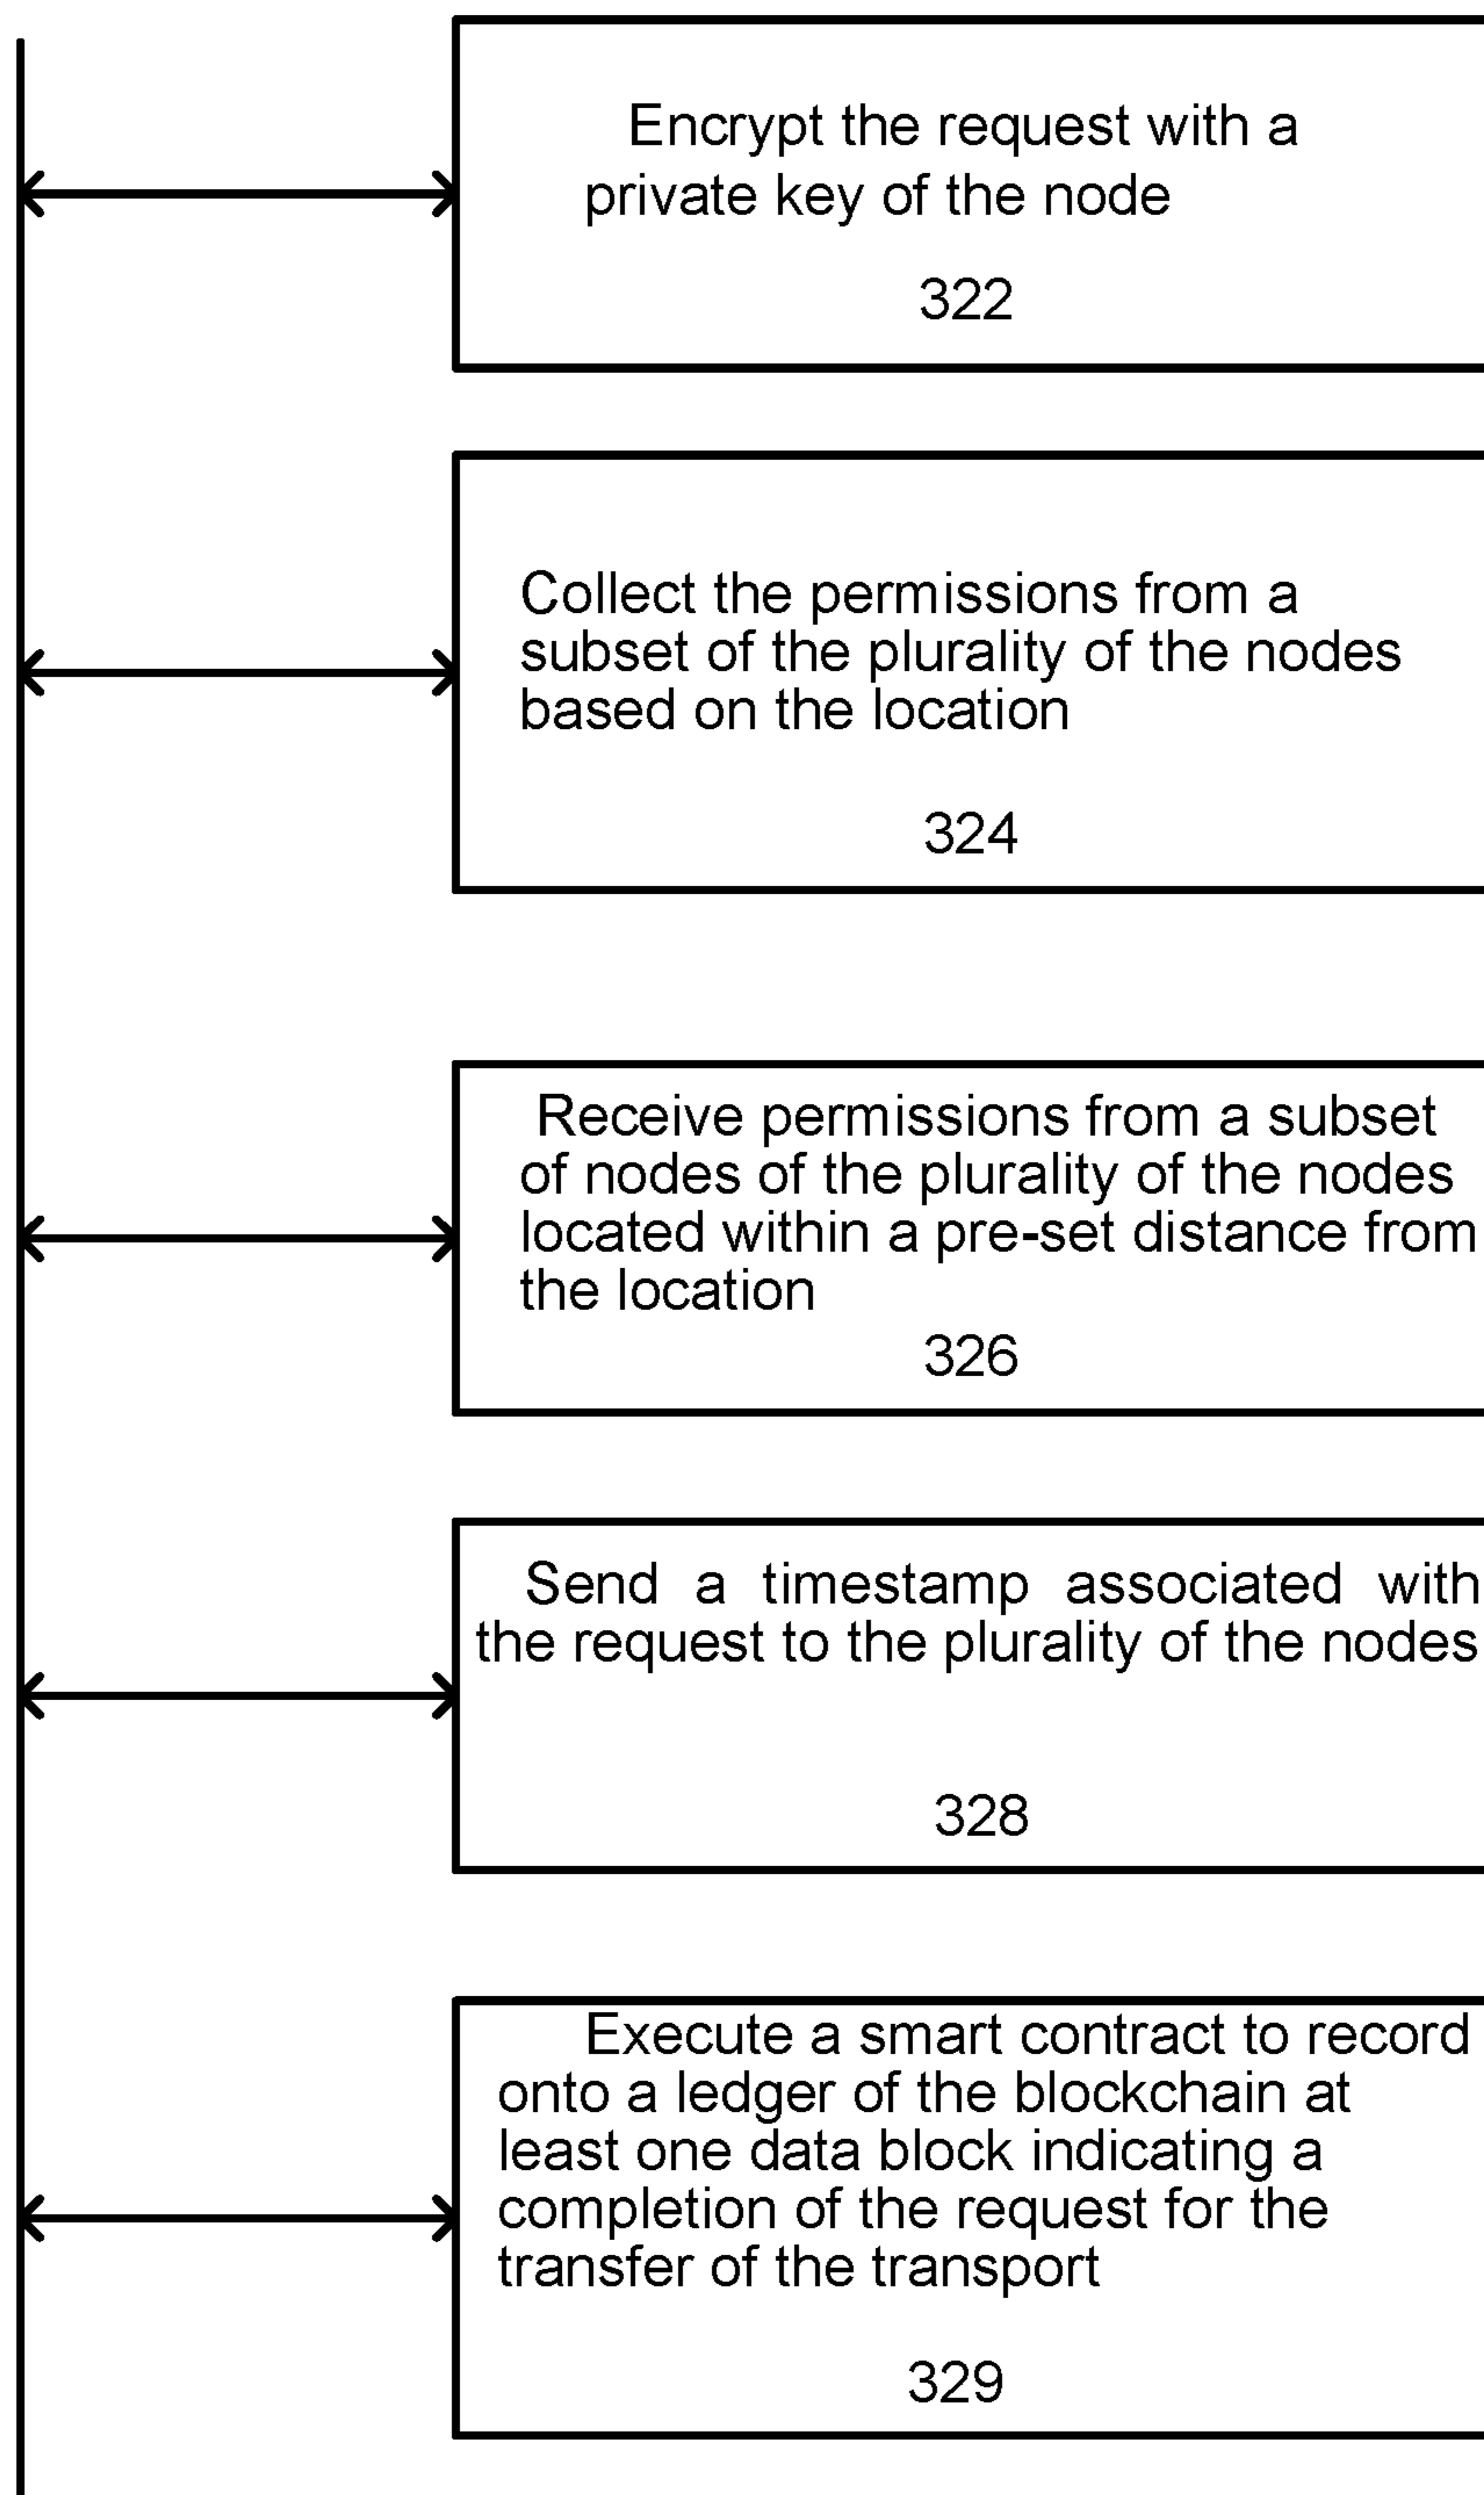 Encrypt the request with a
private key of the node
322
Collect the permissions from a
subset of the plurality of the nodes
based on the location
324
Receive permissions from a subset
of nodes of the plurality of the nodes
located within a pre-set distance from
the location
326
Send a timestamp associated with
the request to the plurality of the nodes
328
Execute a smart contract to record
onto a ledger of the blockchain at
least one data block indicating a
completion of the request for the
transfer of the transport
329